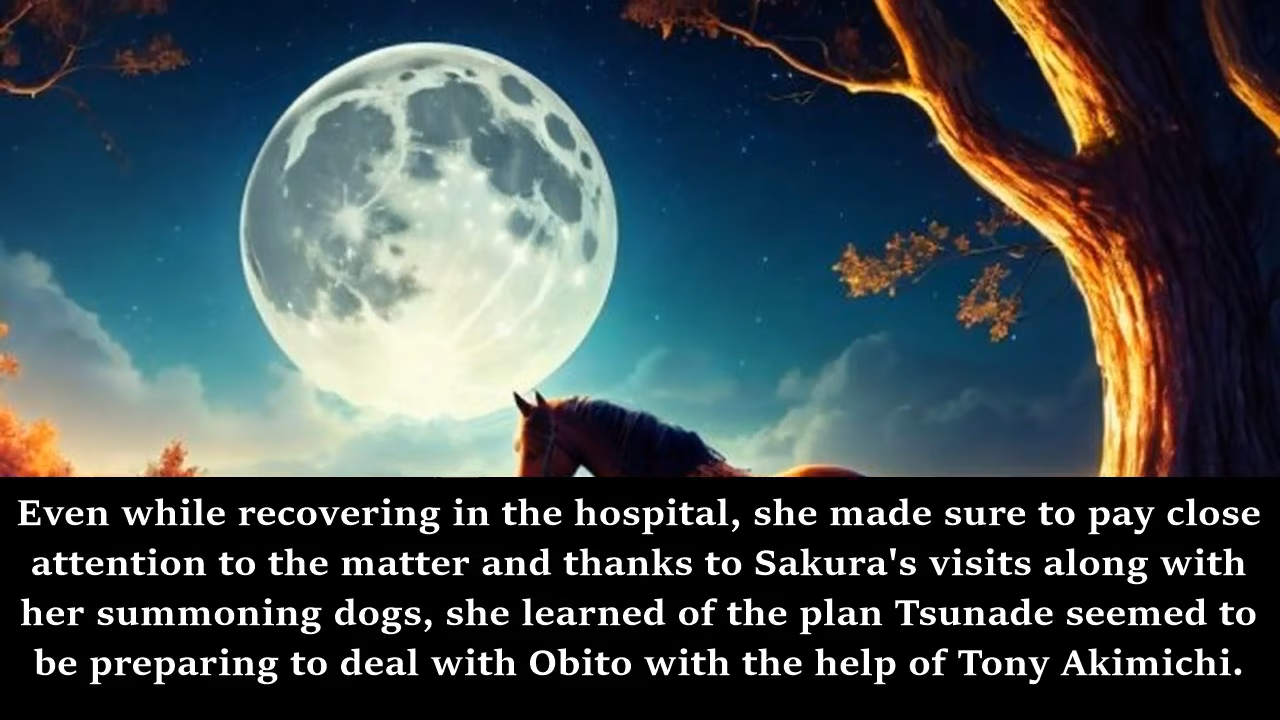 Even while recovering in the hospital, she made sure to pay close
attention to the matter and thanks to Sakura's visits along with
her summoning dogs, she learned of the plan Tsunade seemed to
be preparing to deal with Obito with the help of Tony Akimichi.